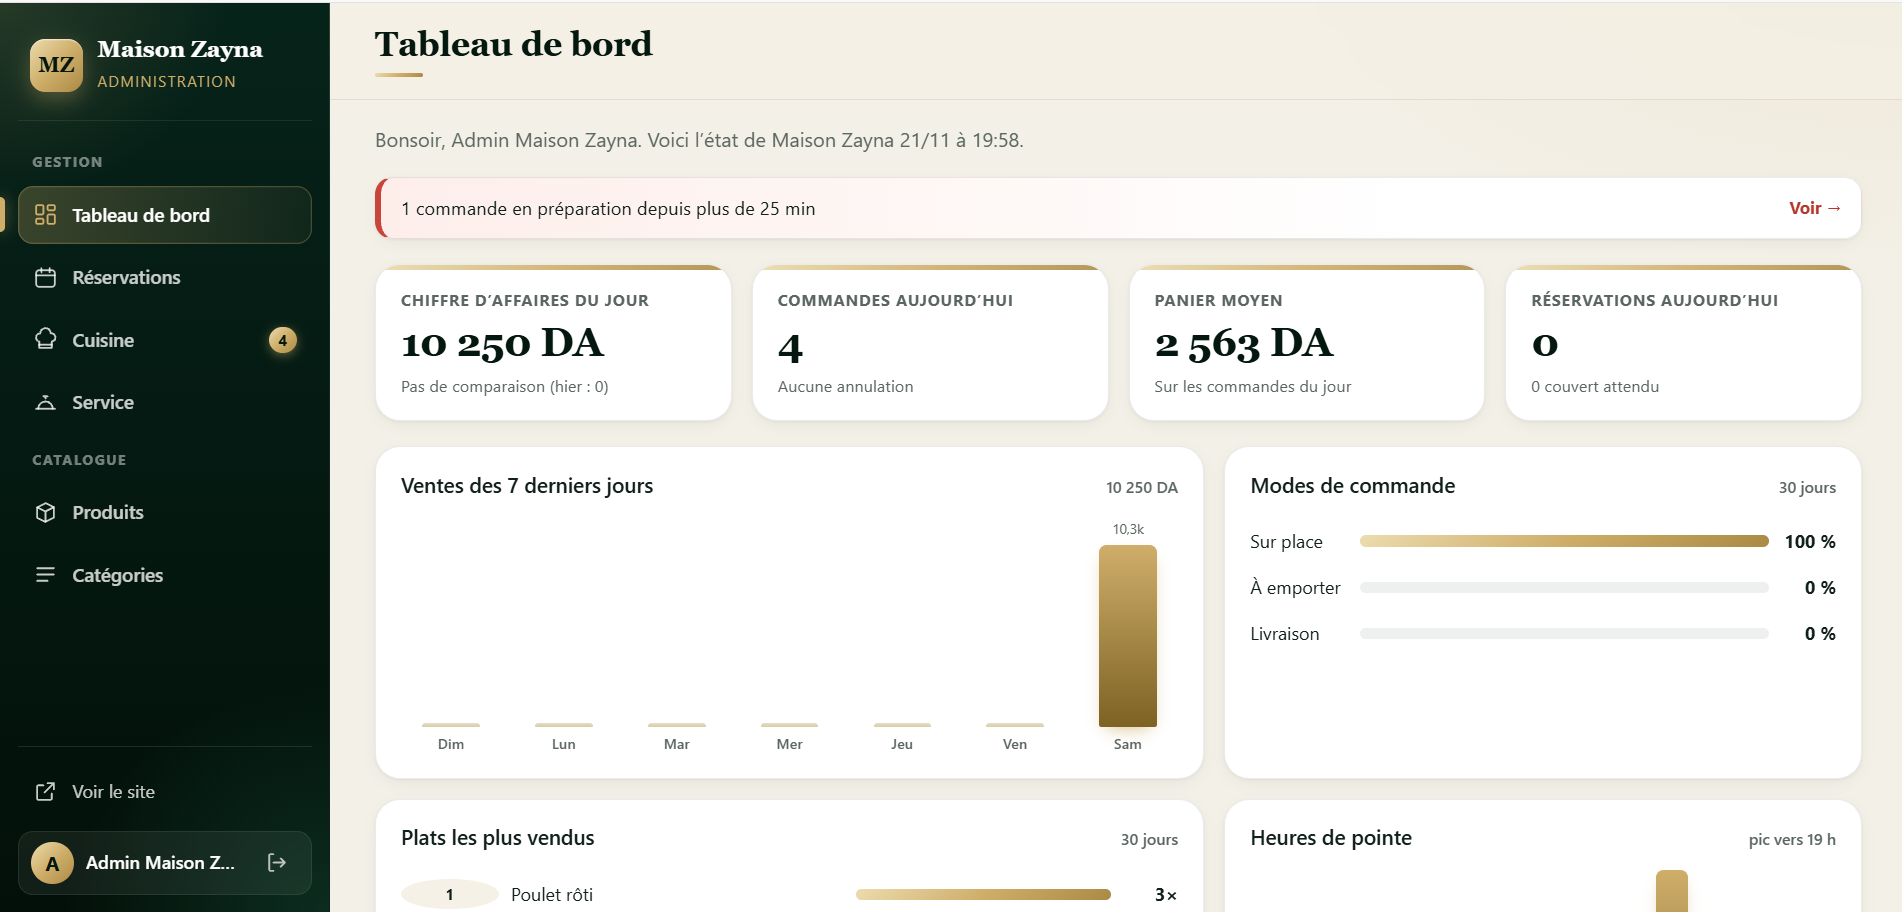 MZ
Maison Zayna
ADMINISTRATION
GESTION
Tableau de bord
Réservations
Cuisine 4
Service
CATALOGUE
Produits
Catégories
Voir le site
A Admin Maison Z...
Tableau de bord
Bonsoir, Admin Maison Zayna. Voici l’état de Maison Zayna 21/11 à 19:58.
1 commande en préparation depuis plus de 25 min Voir →
CHIFFRE D’AFFAIRES DU JOUR
10 250 DA
Pas de comparaison (hier : 0)
COMMANDES AUJOURD’HUI
4
Aucune annulation
PANIER MOYEN
2 563 DA
Sur les commandes du jour
RÉSERVATIONS AUJOURD’HUI
0
0 couvert attendu
Ventes des 7 derniers jours 10 250 DA
10,3k
Dim Lun Mar Mer Jeu Ven Sam
Modes de commande 30 jours
Sur place 100 %
À emporter 0 %
Livraison 0 %
Plats les plus vendus 30 jours
1 Poulet rôti 3×
Heures de pointe pic vers 19 h